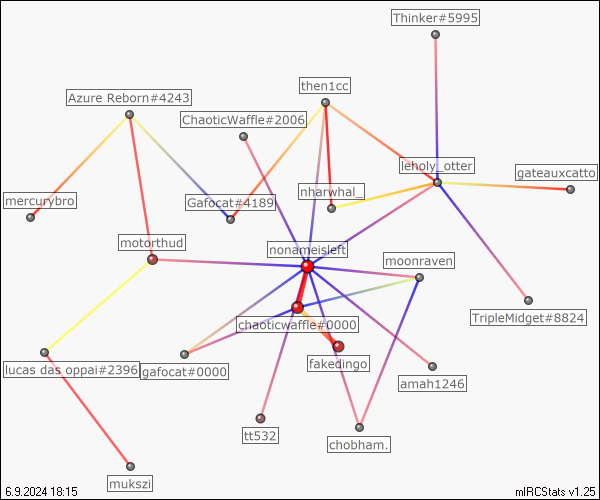 Thinker#5995
then1cc
Azure Reborn#4243
ChaoticWaffle#2006
leholy_otter
gateauxcatto
nharwhal_
mercurybro
Gafocat#4189
motorthud
nonameisleft
moonraven
TripleMidget#8824
chaoticwaffle#0000
fakedingo
lucas das oppai#2396
gafocat#0000
amah1246
tt532
chobham.
mukszi
6.9.2024 18:15
mIRCStats v1.25